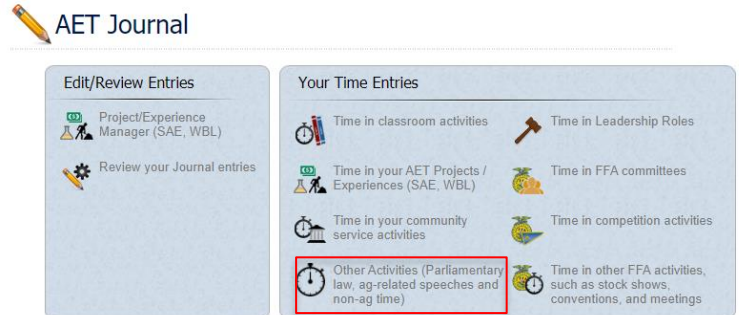 AET Journal
Edit/Review Entries
Project/Experience
Manager (SAE, WBL)
Review your Journal entries
Your Time Entries
Time in classroom activities
Time in Leadership Roles
Time in your AET Projects /
Experiences (SAE, WBL)
Time in FFA committees
Time in your community
service activities
Time in competition activities
Other Activities (Parliamentary
law, ag-related speeches and
non-ag time)
Time in other FFA activities,
such as stock shows,
conventions, and meetings